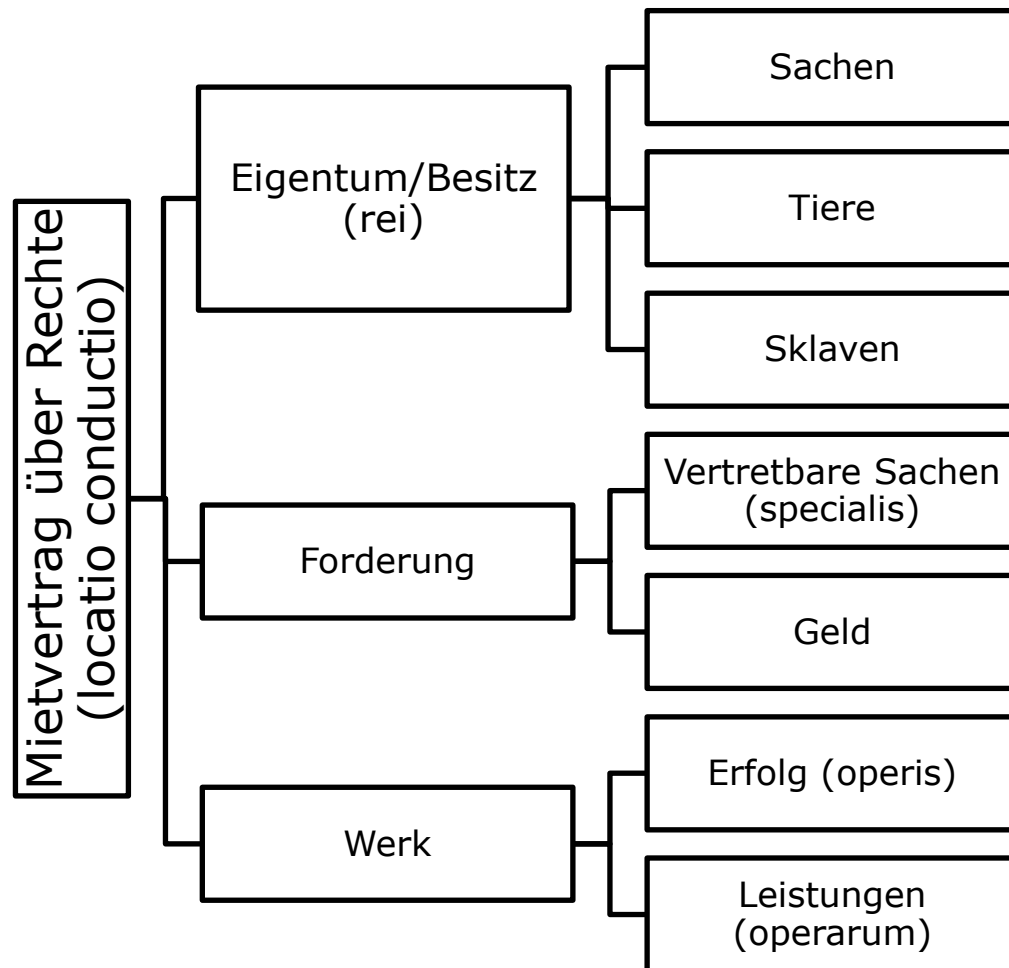 Mietvertrag über Rechte
(locatio conductio)
Eigentum/Besitz
(rei)
Sachen
Tiere
Sklaven
Forderung
Vertretbare Sachen
(specialis)
Geld
Werk
Erfolg (operis)
Leistungen
(operarum)